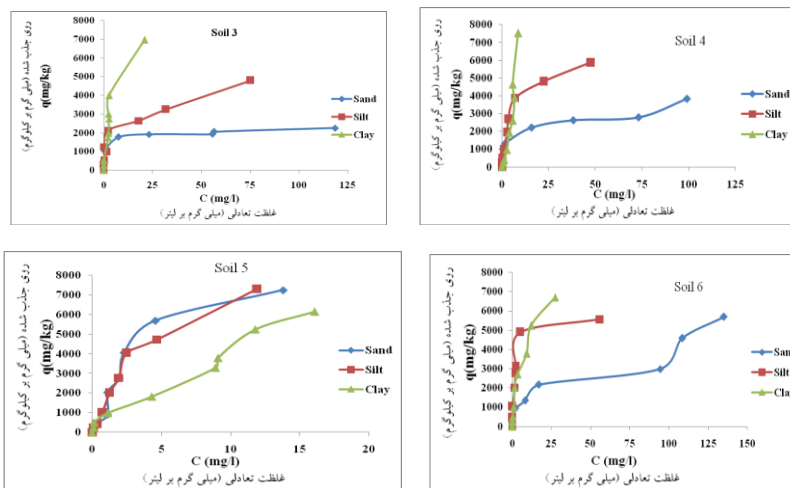 Soil 3
روی جذب شده (میلی گرم بر کیلوگرم)
q(mg/kg)
8000
7000
6000
5000
4000
3000
2000
1000
0
0 25 50 75 100 125
C (mg/l)
غلظت تعادلی (میلی گرم بر لیتر)
Sand
Silt
Clay
Soil 4
روی جذب شده (میلی گرم بر کیلوگرم)
q(mg/kg)
8000
7000
6000
5000
4000
3000
2000
1000
0
0 25 50 75 100 125
C (mg/l)
غلظت تعادلی (میلی گرم بر لیتر)
Sand
Silt
Clay
Soil 5
روی جذب شده (میلی گرم بر کیلوگرم)
q(mg/kg)
8000
7000
6000
5000
4000
3000
2000
1000
0
0 5 10 15 20
C (mg/l)
غلظت تعادلی (میلی گرم بر لیتر)
Sand
Silt
Clay
Soil 6
روی جذب شده (میلی گرم بر کیلوگرم)
q(mg/kg)
8000
7000
6000
5000
4000
3000
2000
1000
0
0 25 50 75 100 125 150
C (mg/l)
غلظت تعادلی (میلی گرم بر لیتر)
Sand
Silt
Clay